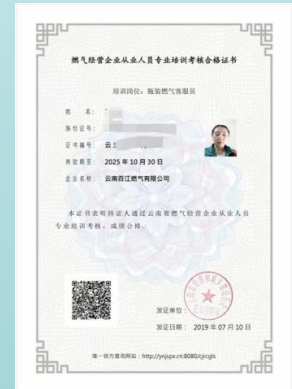 燃气经营企业从业人员专业培训考核合格证书
培训岗位：瓶装燃气客服员
姓 名：
身份证号：
证书编号： 云
有效期至： 2025 年 10 月 30 日
企业名称： 云南百江燃气有限公司
本证书表明持证人通过云南省燃气经营企业从业人员
专业培训考核，成绩合格。
发证单位：
发证日期： 2019 年 07 月 10 日
唯一官方查询网站：http://ynjspx.cn:8080/cjrcgis